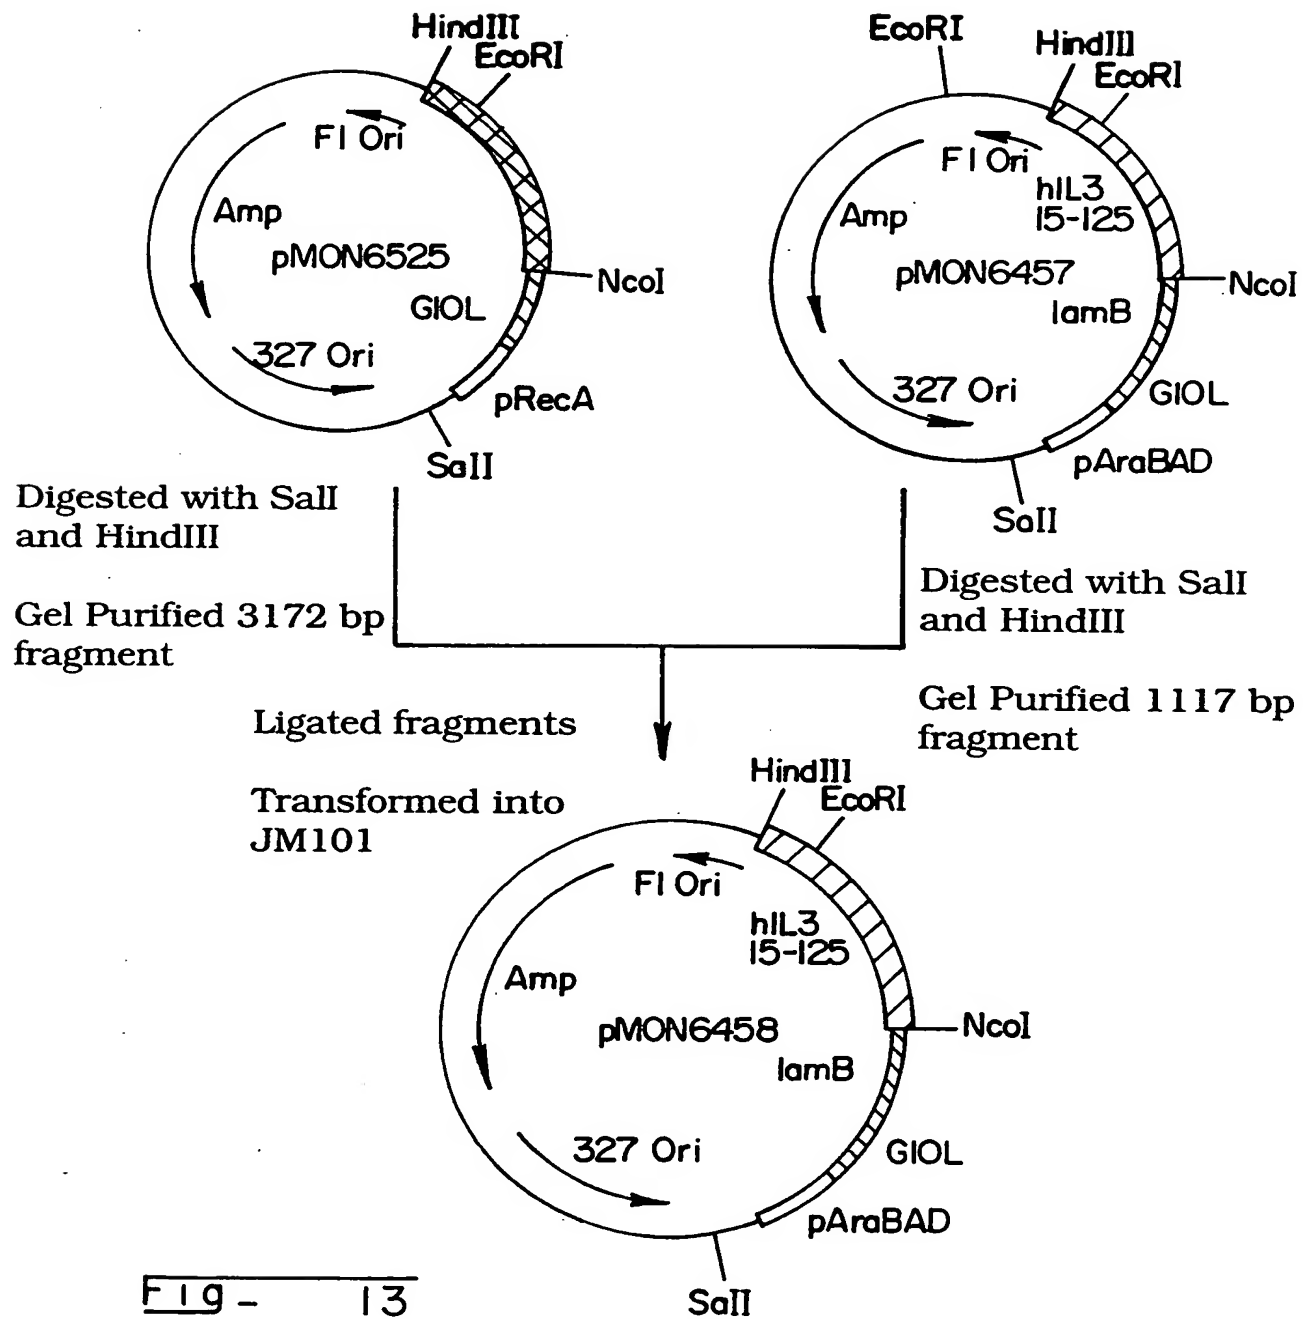 HindIII
EcoRI
F1 Ori
Amp
pMON6525
NcoI
G10L
327 Ori
pRecA
SalI
EcoRI
HindIII
EcoRI
F1 Ori
hIL3
15-125
Amp
pMON6457
NcoI
lamB
327 Ori
G10L
pAraBAD
SalI
Digested with SalI
and HindIII
Gel Purified 3172 bp
fragment
Digested with SalI
and HindIII
Gel Purified 1117 bp
fragment
Ligated fragments
Transformed into
JM101
HindIII
EcoRI
F1 Ori
hIL3
15-125
Amp
pMON6458
NcoI
lamB
327 Ori
G10L
pAraBAD
SalI
Fig - 13